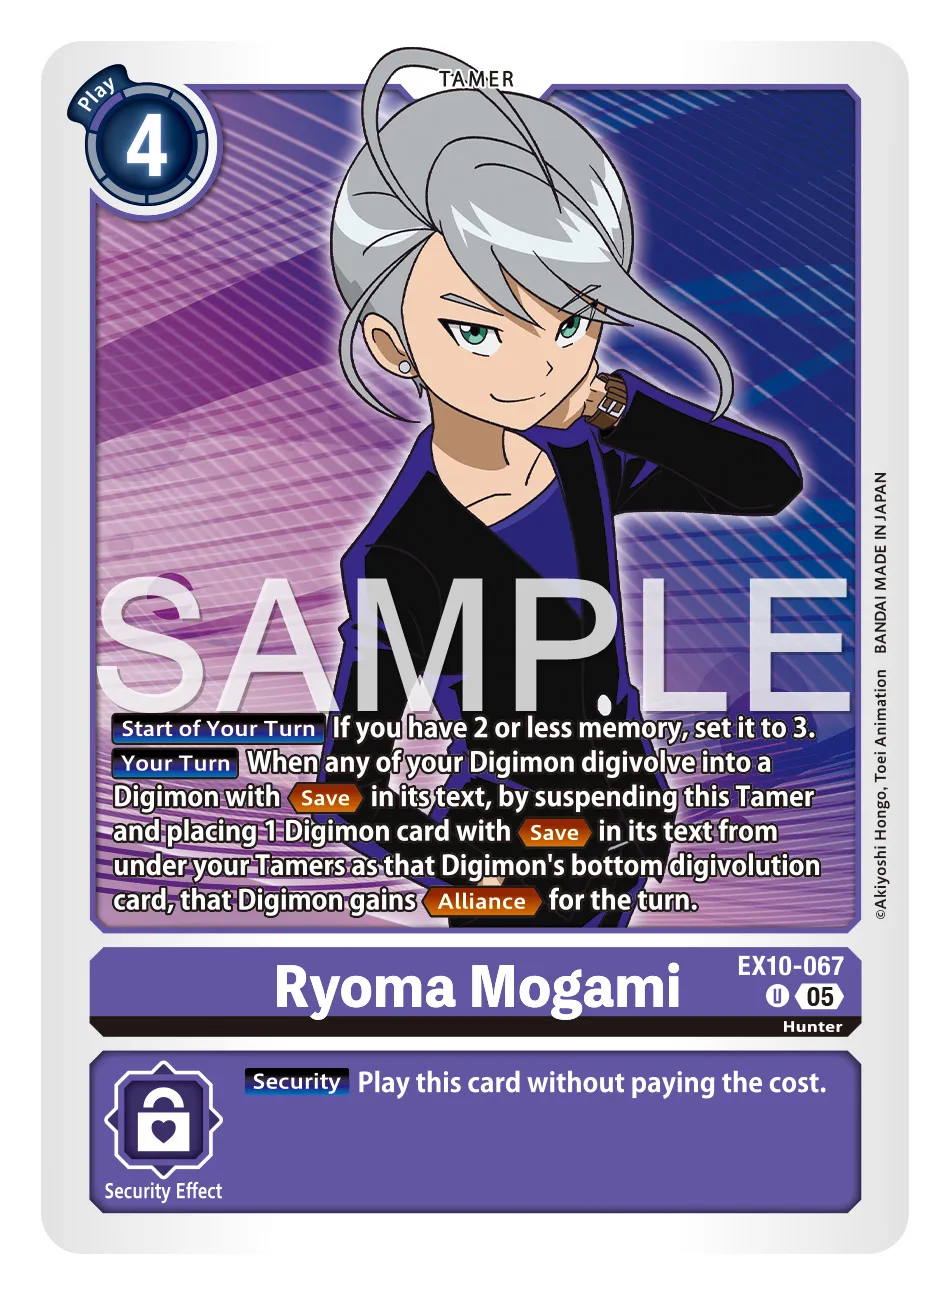 TAMER
Play
4
SAMPLE
Start of Your Turn If you have 2 or less memory, set it to 3.
Your Turn When any of your Digimon digivolve into a
Digimon with Save in its text, by suspending this Tamer
and placing 1 Digimon card with Save in its text from
under your Tamers as that Digimon's bottom digivolution
card, that Digimon gains Alliance for the turn.
©Akiyoshi Hongo, Toei Animation BANDAI MADE IN JAPAN
Ryoma Mogami
EX10-067
U 05
Hunter
Security Play this card without paying the cost.
Security Effect